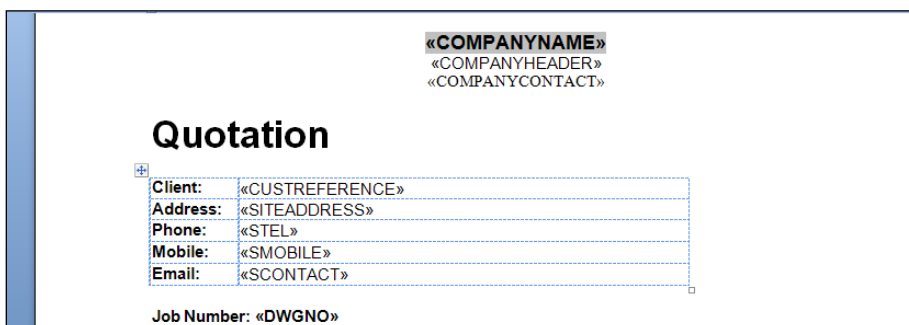 «COMPANYNAME»
«COMPANYHEADER»
«COMPANYCONTACT»
Quotation
Client: «CUSTREFERENCE»
Address: «SITEADDRESS»
Phone: «STEL»
Mobile: «SMOBILE»
Email: «SCONTACT»
Job Number: «DWGNO»